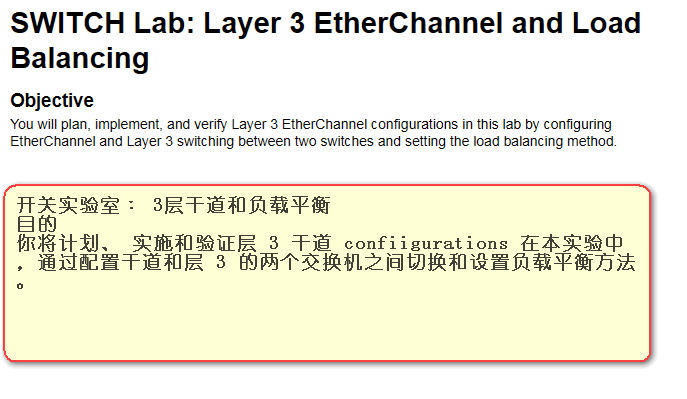 SWITCH Lab: Layer 3 EtherChannel and Load
Balancing
Objective
You will plan, implement, and verify Layer 3 EtherChannel configurations in this lab by configuring
EtherChannel and Layer 3 switching between two switches and setting the load balancing method.
开关实验室： 3层干道和负载平衡
目的
你将计划、 实施和验证层 3 干道 confiigurations 在本实验中
，通过配置干道和层 3 的两个交换机之间切换和设置负载平衡方法
。